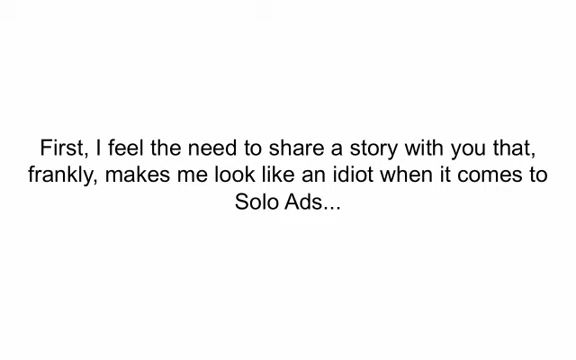 First, I feel the need to share a story with you that,
frankly, makes me look like an idiot when it comes to
Solo Ads...